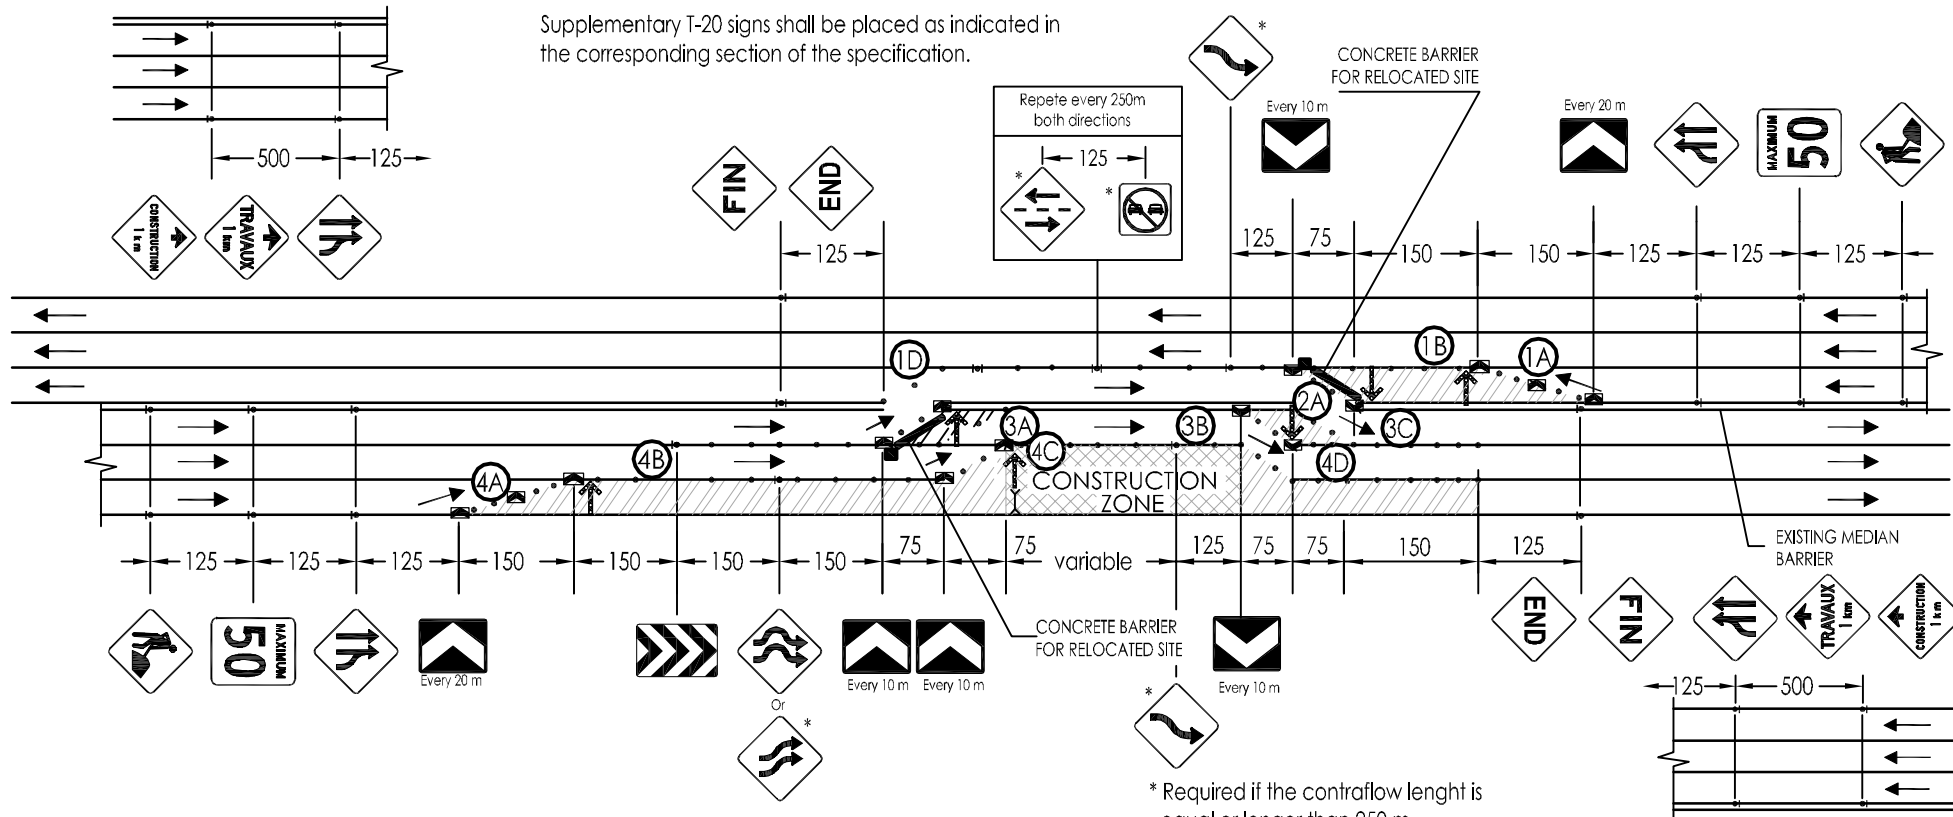 Supplementary T-20 signs shall be placed as indicated in
the corresponding section of the specification.
*
CONCRETE BARRIER
FOR RELOCATED SITE
Repete every 250m
both directions
125
*
*
Every 10 m
Every 20 m
MAXIMUM
50
500
125
FIN
END
CONSTRUCTION
1 km
TRAVAUX
1 km
125
125
75
150
150
125
125
125
1D
1B
1A
2A
3A
3B
3C
4B
4C
4D
4A
CONSTRUCTION
ZONE
EXISTING MEDIAN
BARRIER
125
125
125
150
150
150
150
75
75
variable
125
75
75
150
125
MAXIMUM
50
Every 20 m
Or
*
Every 10 m
Every 10 m
CONCRETE BARRIER
FOR RELOCATED SITE
Every 10 m
*
END
FIN
TRAVAUX
1 km
CONSTRUCTION
1 km
125
500
* Required if the contraflow lenght is
equal or longer than 250 m